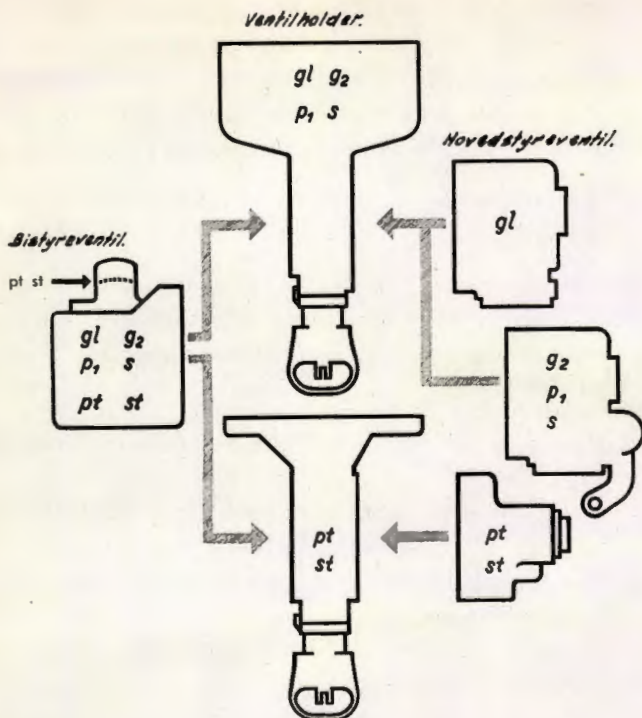 Ventilholder.
gl g₂
p₁ s
Hovedstyreventil.
gl
Bistyreventil.
pt st
gl g₂
p₁ s
pt st
g₂
p₁
s
pt
st
pt
st